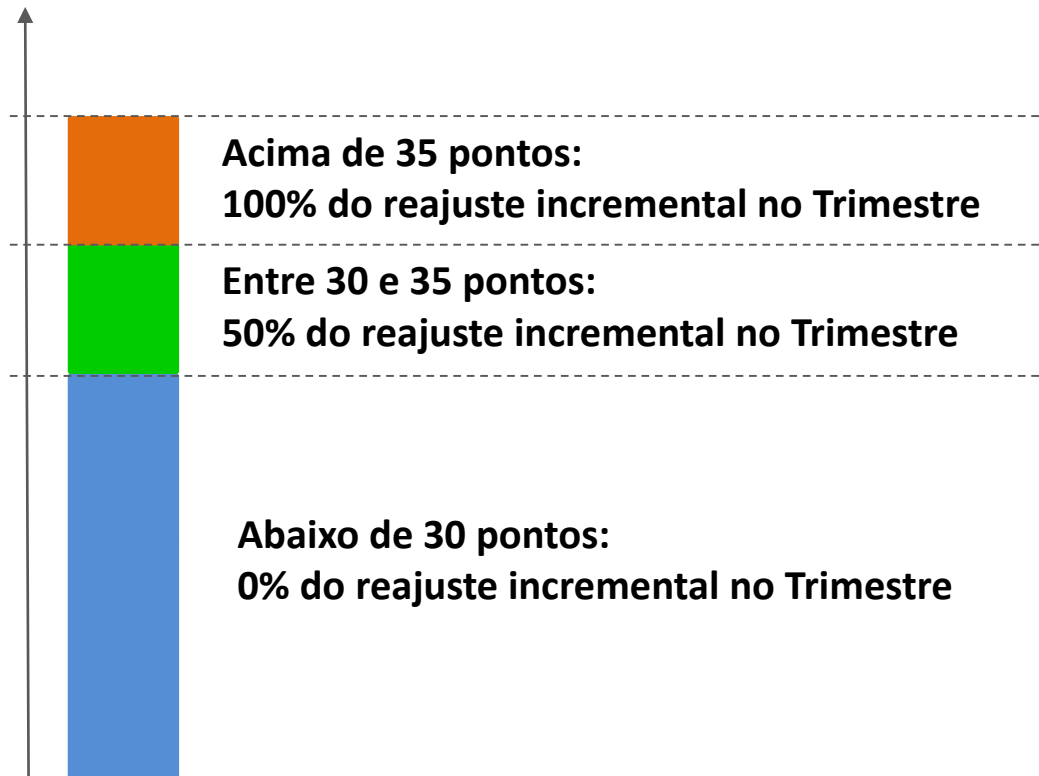 Acima de 35 pontos:
100% do reajuste incremental no Trimestre
Entre 30 e 35 pontos:
50% do reajuste incremental no Trimestre
Abaixo de 30 pontos:
0% do reajuste incremental no Trimestre